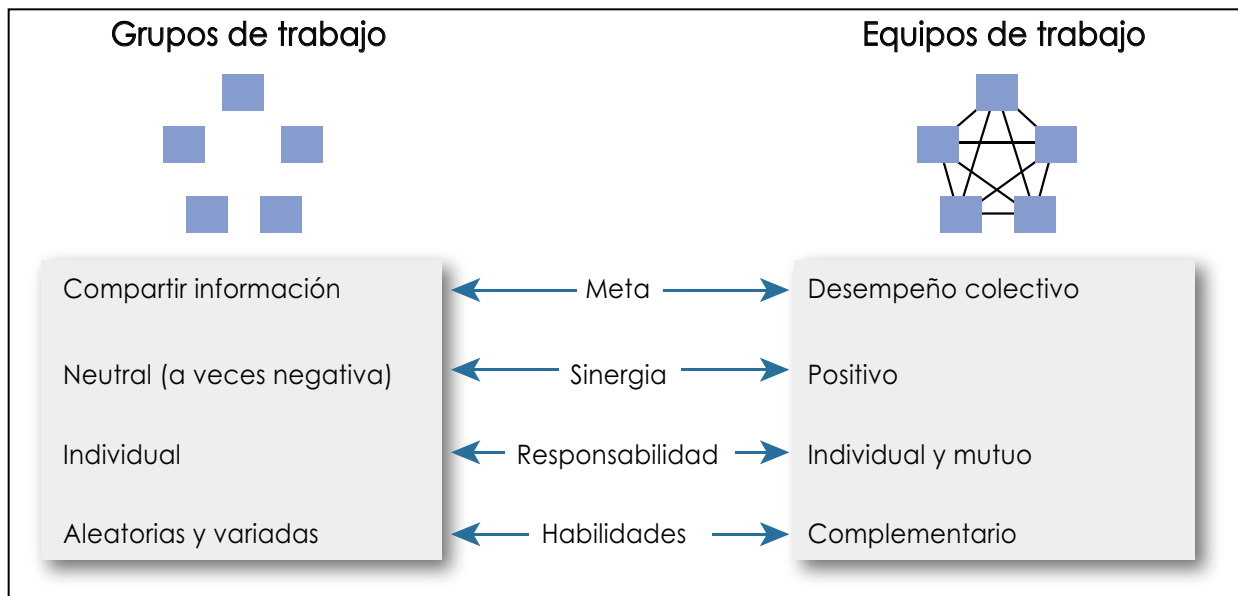 Grupos de trabajo
Equipos de trabajo
Compartir información
Meta
Desempeño colectivo
Neutral (a veces negativa)
Sinergia
Positivo
Individual
Responsabilidad
Individual y mutuo
Aleatorias y variadas
Habilidades
Complementario